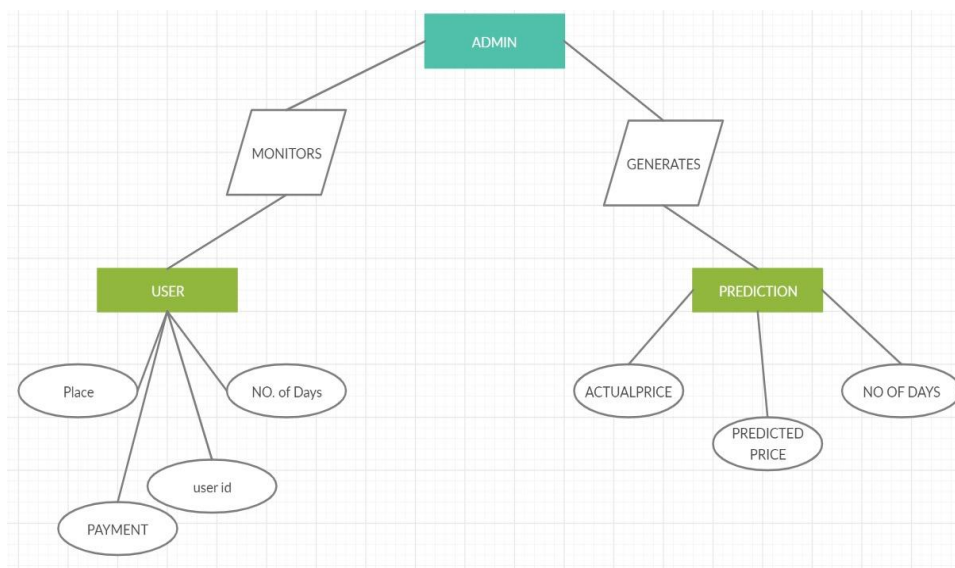 ADMIN
MONITORS
GENERATES
USER
PREDICTION
Place
NO. of Days
ACTUALPRICE
NO OF DAYS
PREDICTED
PRICE
user id
PAYMENT